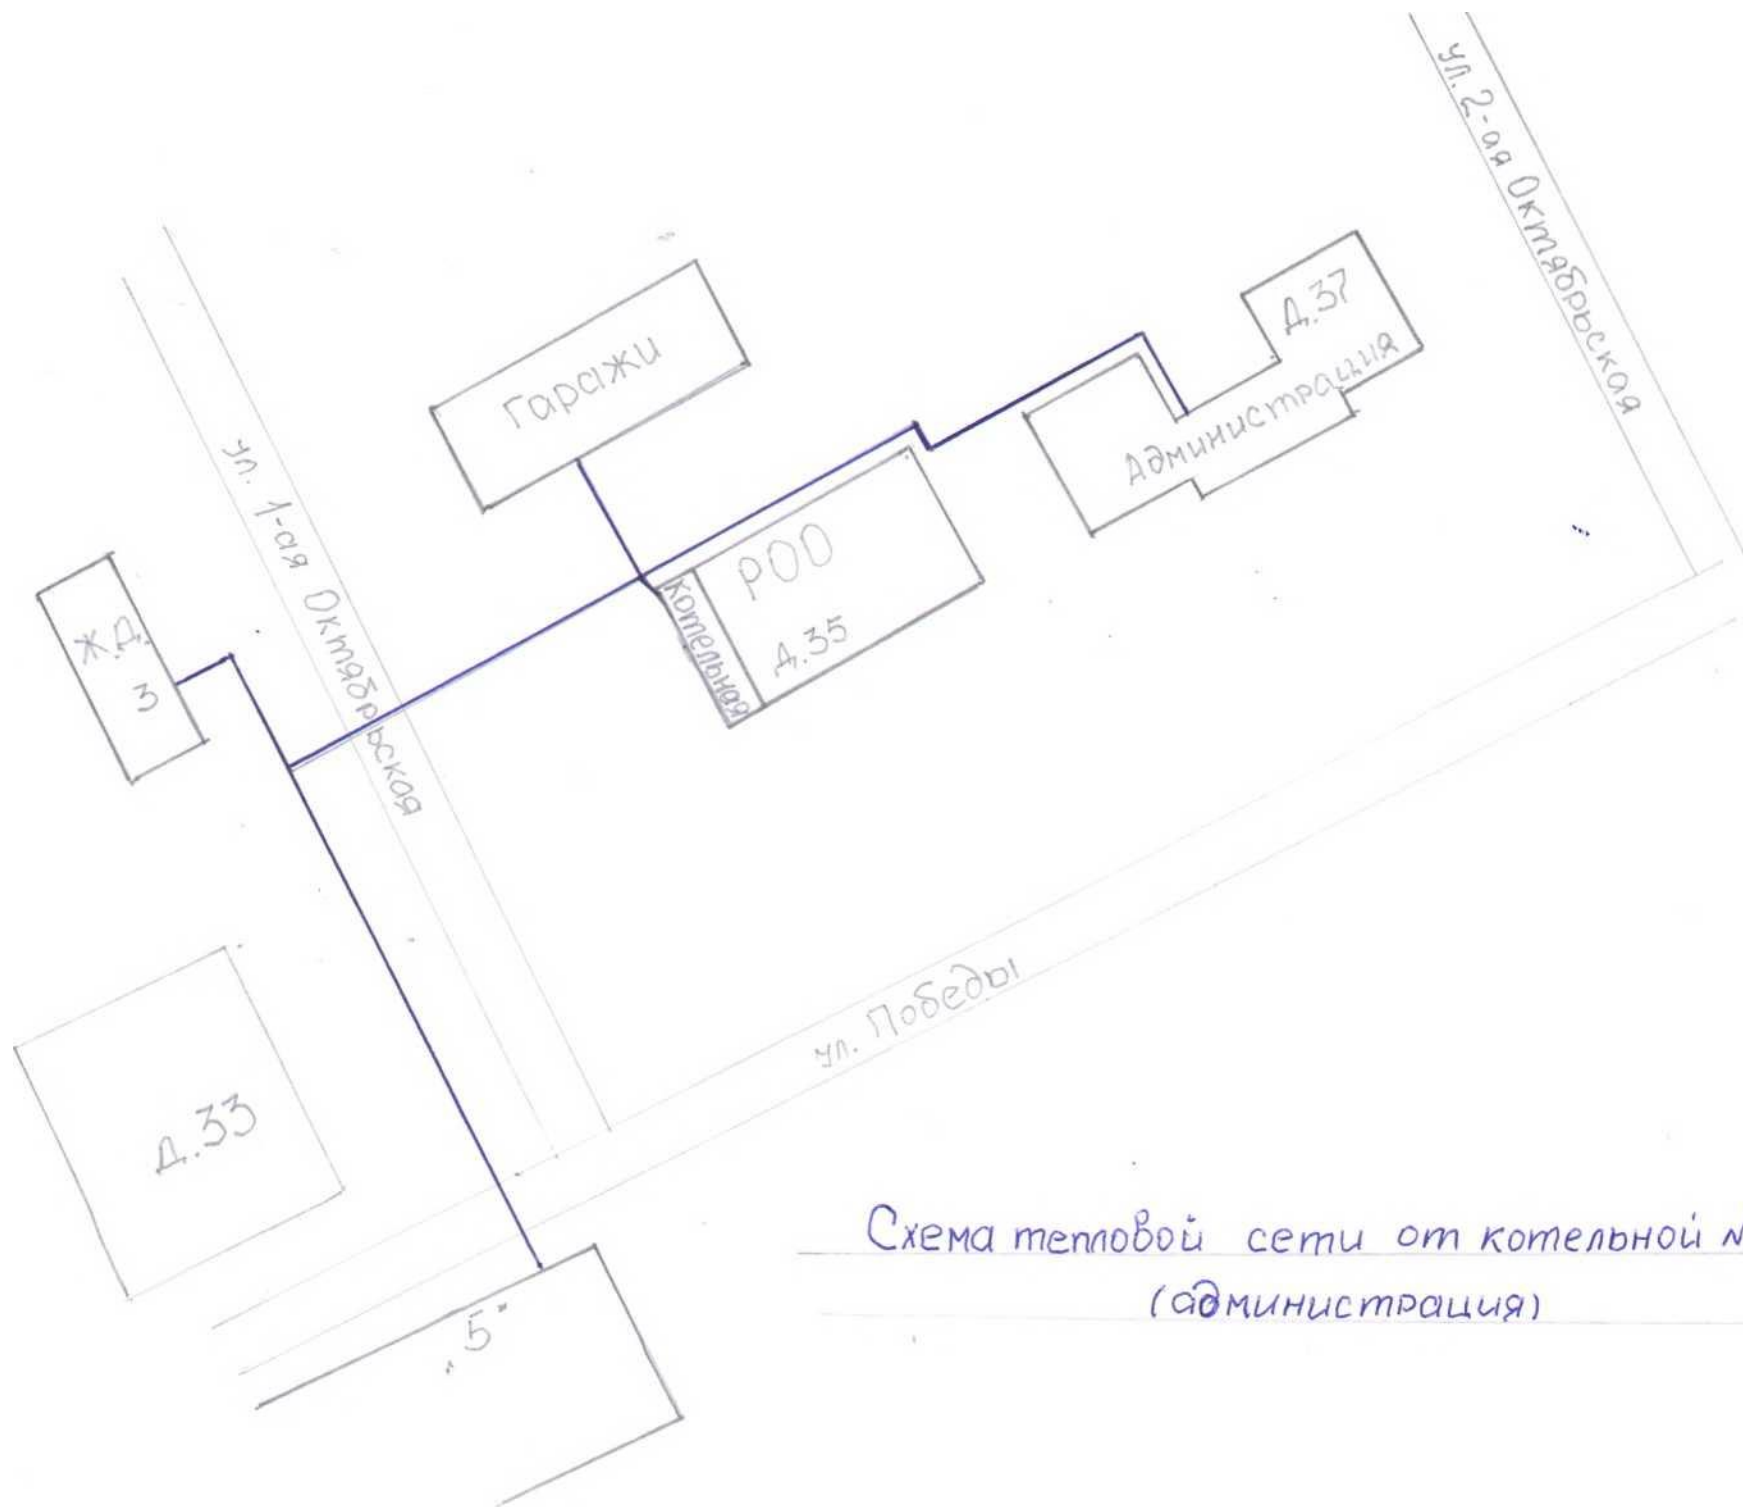 ул. 2-ая Октябрьская
д.37
Администрация
Гаражи
ул. 1-ая Октябрьская
РОО
д.35
котельная
Ж.Д.
3
ул. Победы
д.33
„5"
Схема тепловой сети от котельной №
(администрация)